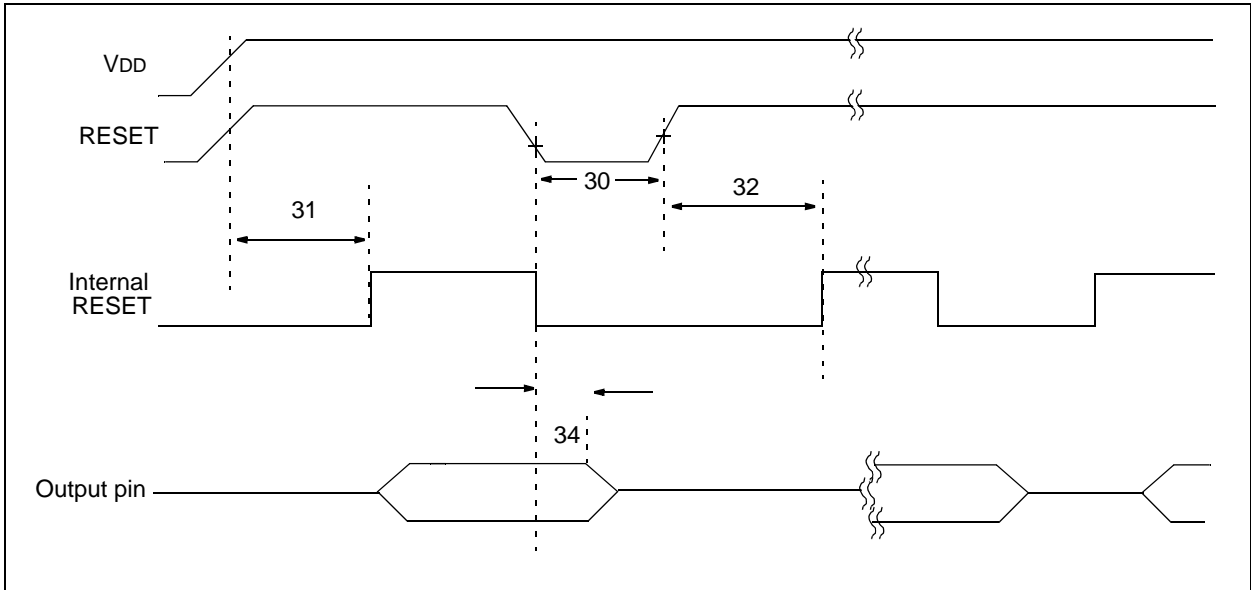 VDD
RESET
30
32
31
Internal
RESET
34
Output pin